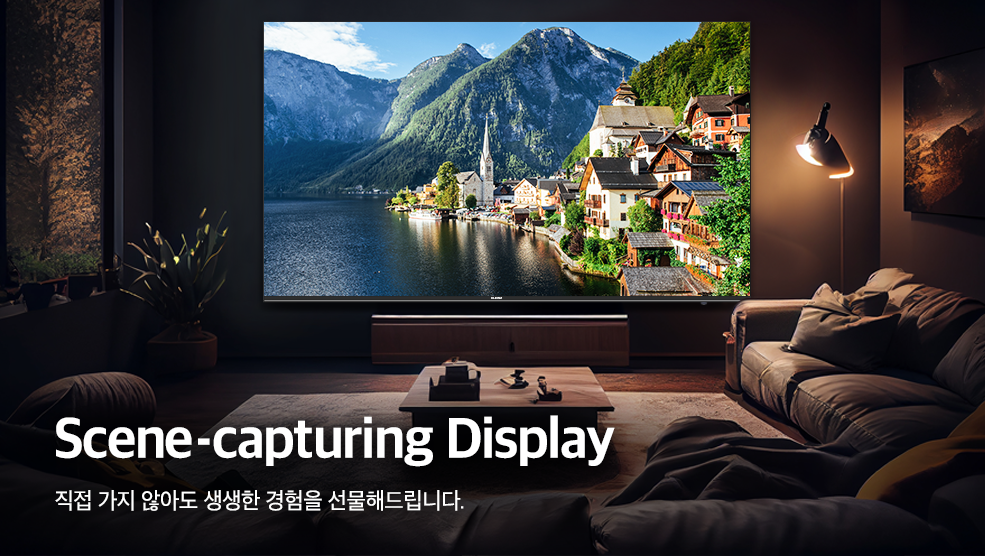 Scene-capturing Display
직접 가지 않아도 생생한 경험을 선물해드립니다.